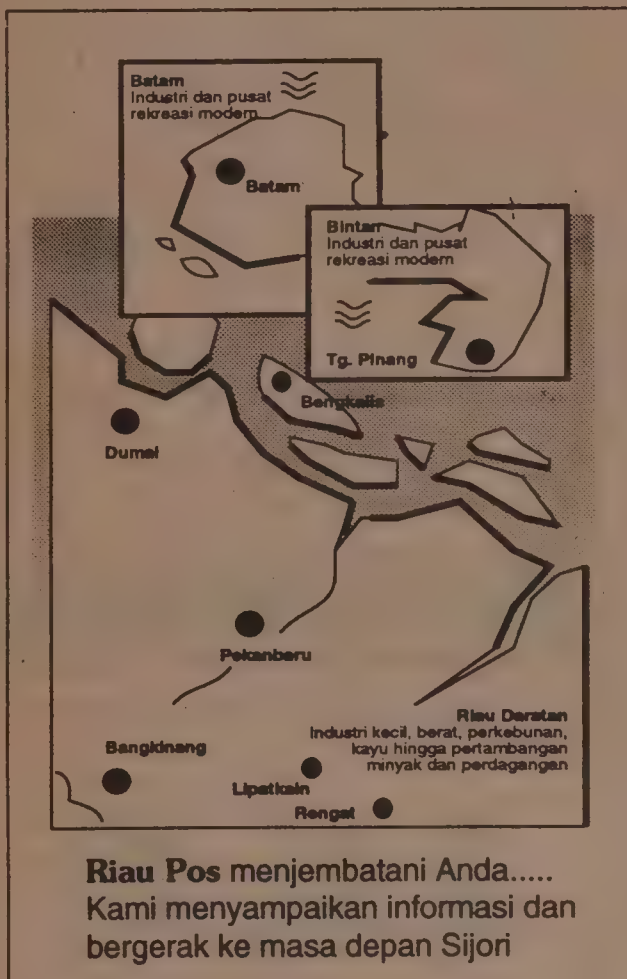 Batam
Industri dan pusat
rekreasi modern
Batam
Bintan
Industri dan pusat
rekreasi modern
Tg. Pinang
Bengkalis
Dumai
Pekanbaru
Riau Daratan
Industri kecil, berat, perkebunan,
kayu hingga pertambangan
minyak dan perdagangan
Bangkinang
Lipatkain
Rengat
Riau Pos menjembatani Anda.....
Kami menyampaikan informasi dan
bergerak ke masa depan Sijori